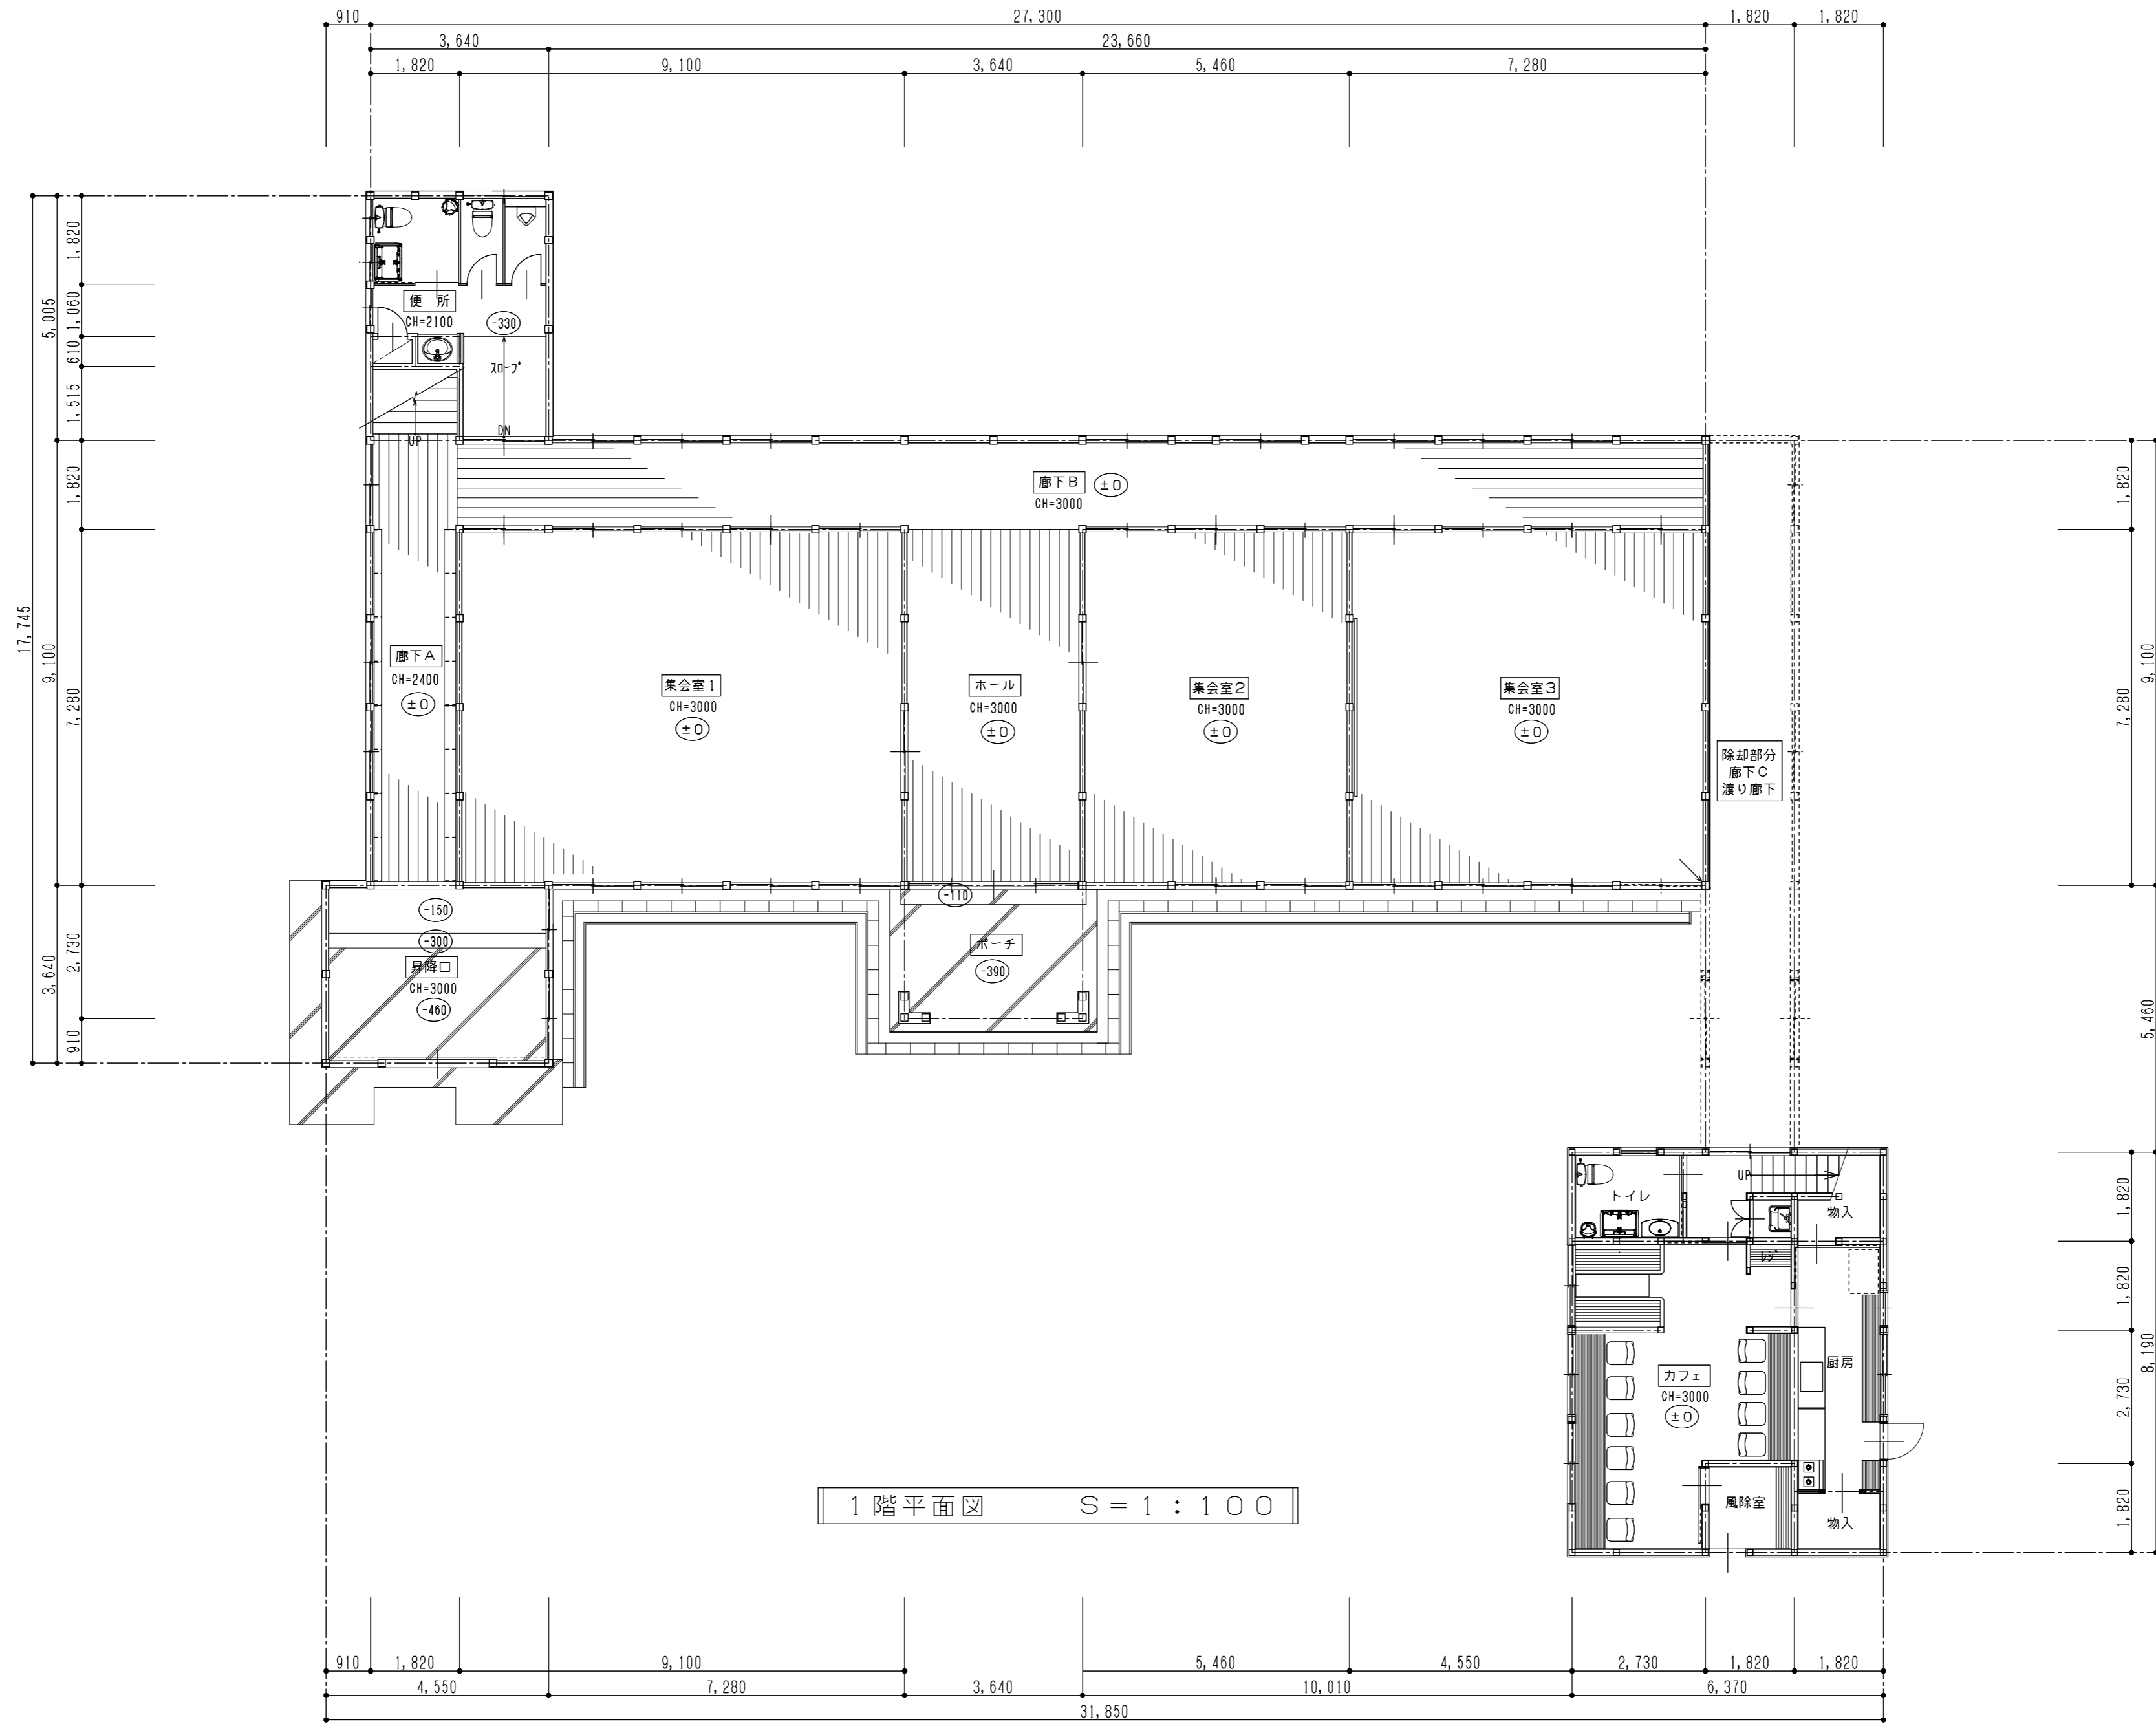 910
27,300
1,820
1,820
3,640
23,660
1,820
9,100
3,640
5,460
7,280
17,745
5,005
9,100
3,640
1,820
1,060
610
1,515
1,820
7,280
2,730
910
便 所
CH=2100
-330
スロープ
UP
DN
廊下B
±0
CH=3000
廊下A
CH=2400
±0
集会室1
CH=3000
±0
ホール
CH=3000
±0
集会室2
CH=3000
±0
集会室3
CH=3000
±0
除却部分
廊下C
渡り廊下
-110
ポーチ
-390
-150
-300
昇降口
CH=3000
-460
1,820
7,280
9,100
5,460
1,820
1,820
2,730
1,820
8,190
トイレ
UP
物入
レジ
厨房
カフェ
CH=3000
±0
風除室
物入
1階平面図 S=1:100
910
1,820
9,100
5,460
4,550
2,730
1,820
1,820
4,550
7,280
3,640
10,010
6,370
31,850